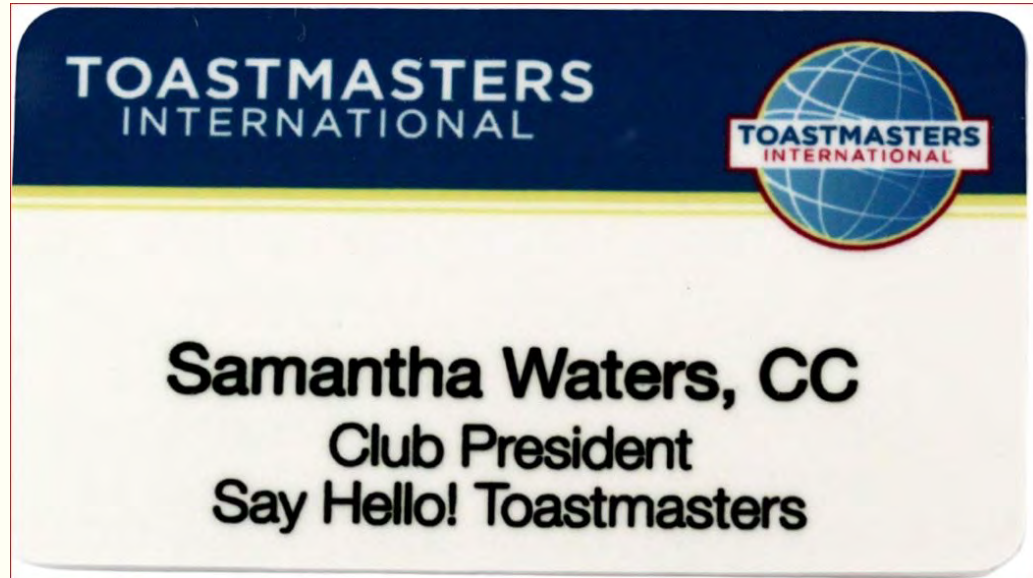 TOASTMASTERS
INTERNATIONAL
TOASTMASTERS
INTERNATIONAL
Samantha Waters, CC
Club President
Say Hello! Toastmasters